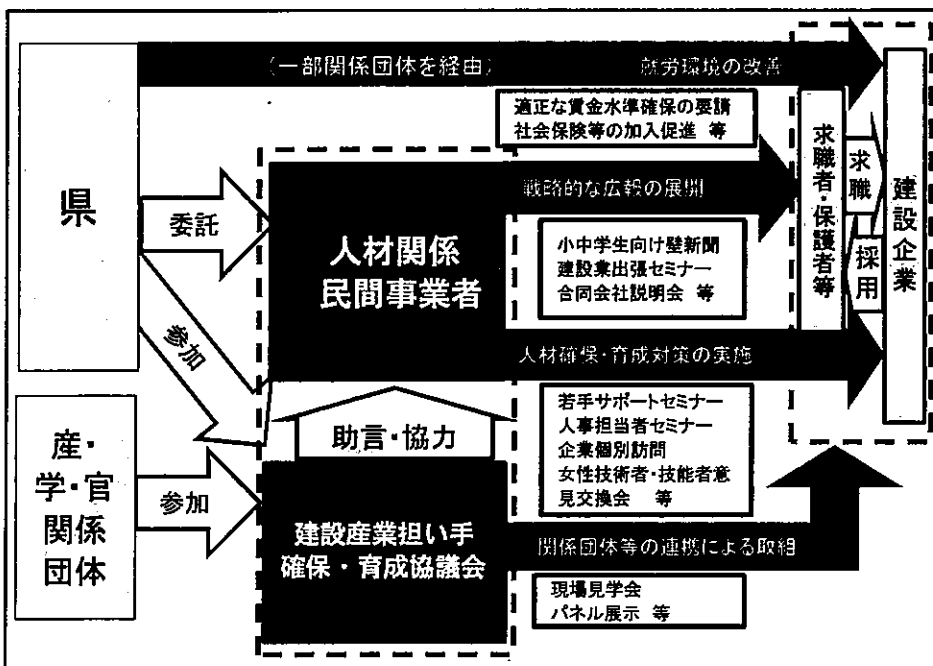 (一部関係団体を経由)
就労環境の改善
適正な賃金水準確保の要請
社会保険等の加入促進 等
県
委託
参加
人材関係
民間事業者
戦略的な広報の展開
小中学生向け壁新聞
建設業出張セミナー
合同会社説明会 等
求職者・保護者等
求職
採用
建設企業
人材確保・育成対策の実施
若手サポートセミナー
人事担当者セミナー
企業個別訪問
女性技術者・技能者意
見交換会 等
助言・協力
産・
学・官
関係
団体
参加
建設産業担い手
確保・育成協議会
関係団体等の連携による取組
現場見学会
パネル展示 等